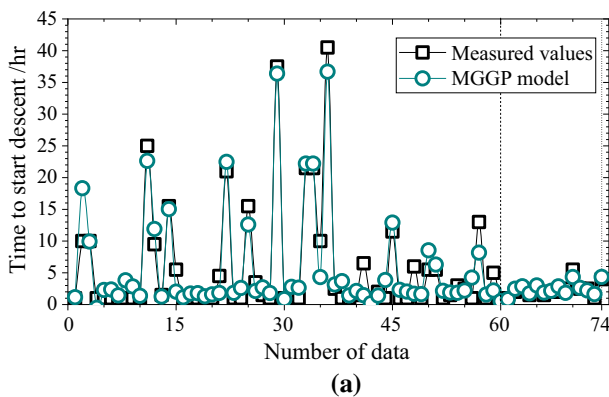 45
40
35
30
25
20
15
10
5
0
Time to start descent /hr
Measured values
MGGP model
0 15 30 45 60 74
Number of data
(a)